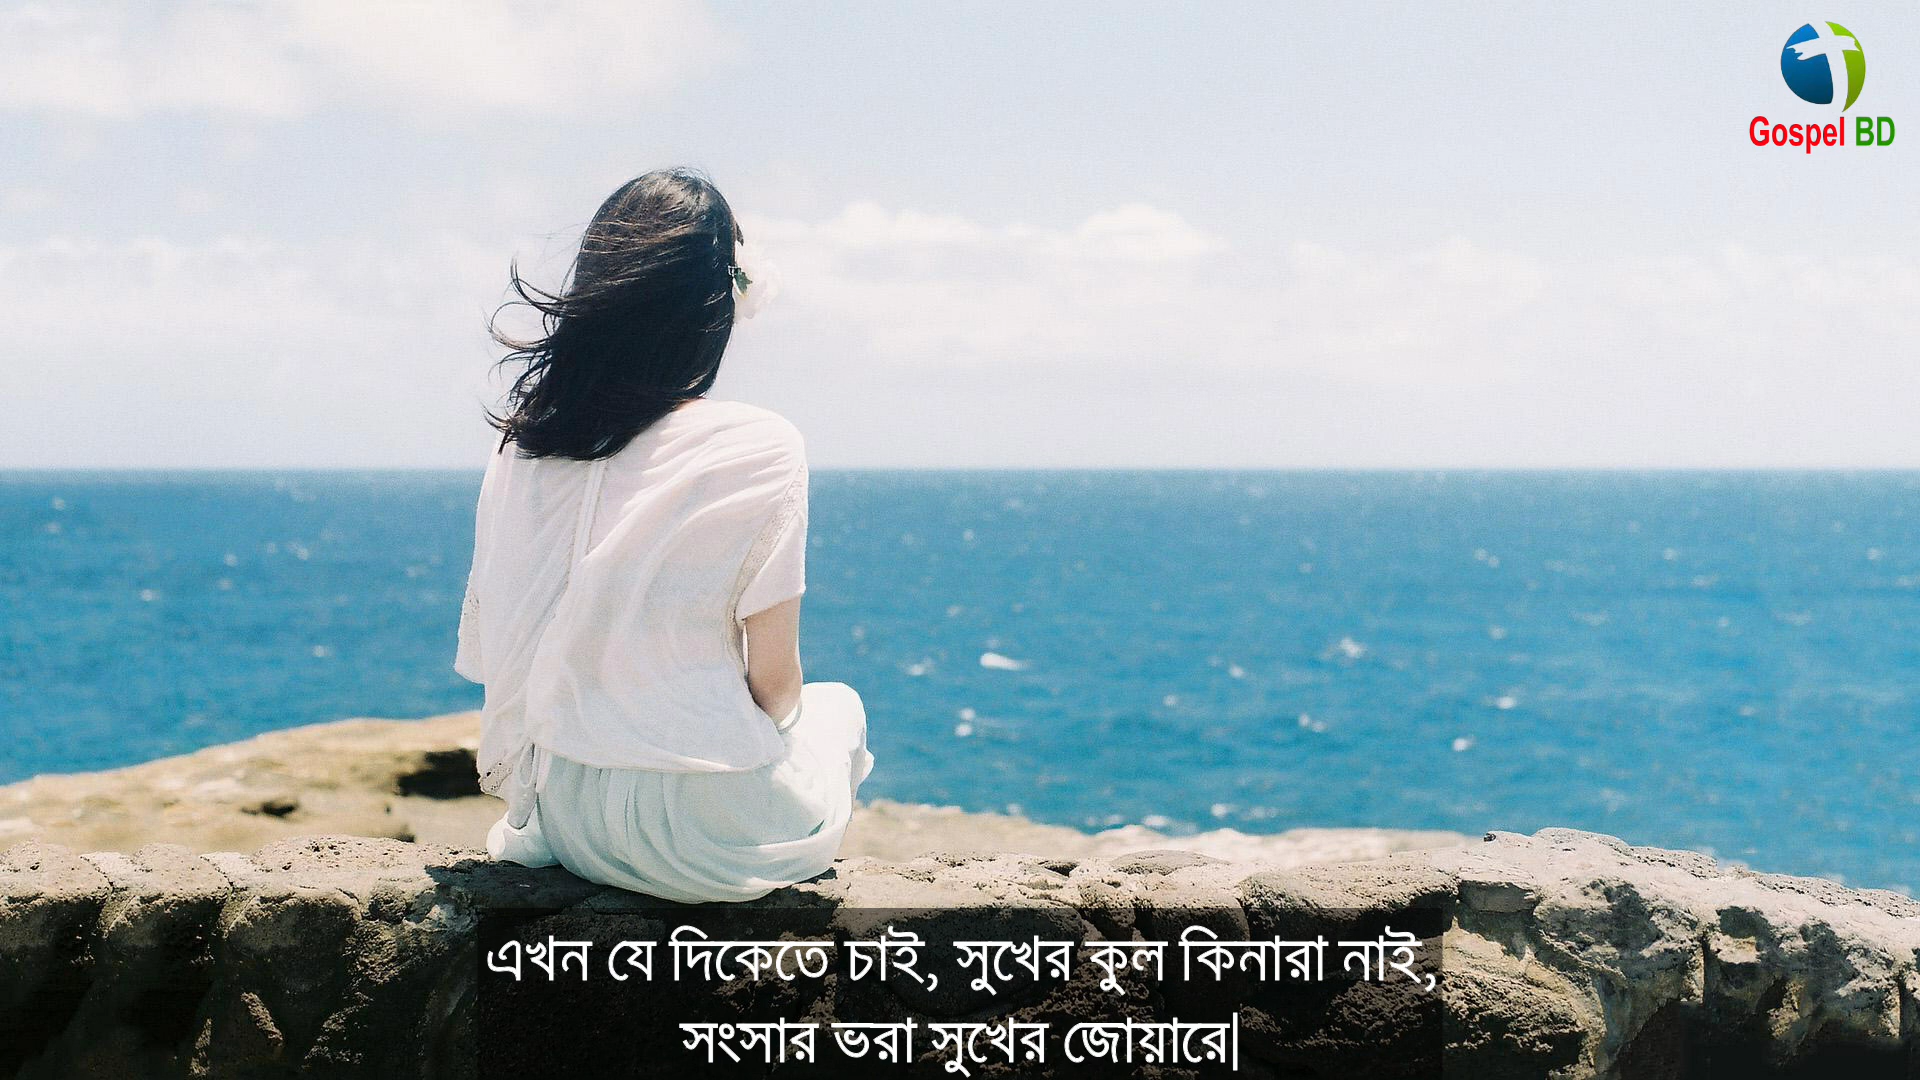 Gospel BD
এখন যে দিকেতে চাই, সুখের কুল কিনারা নাই,
সংসার ভরা সুখের জোয়ারে|